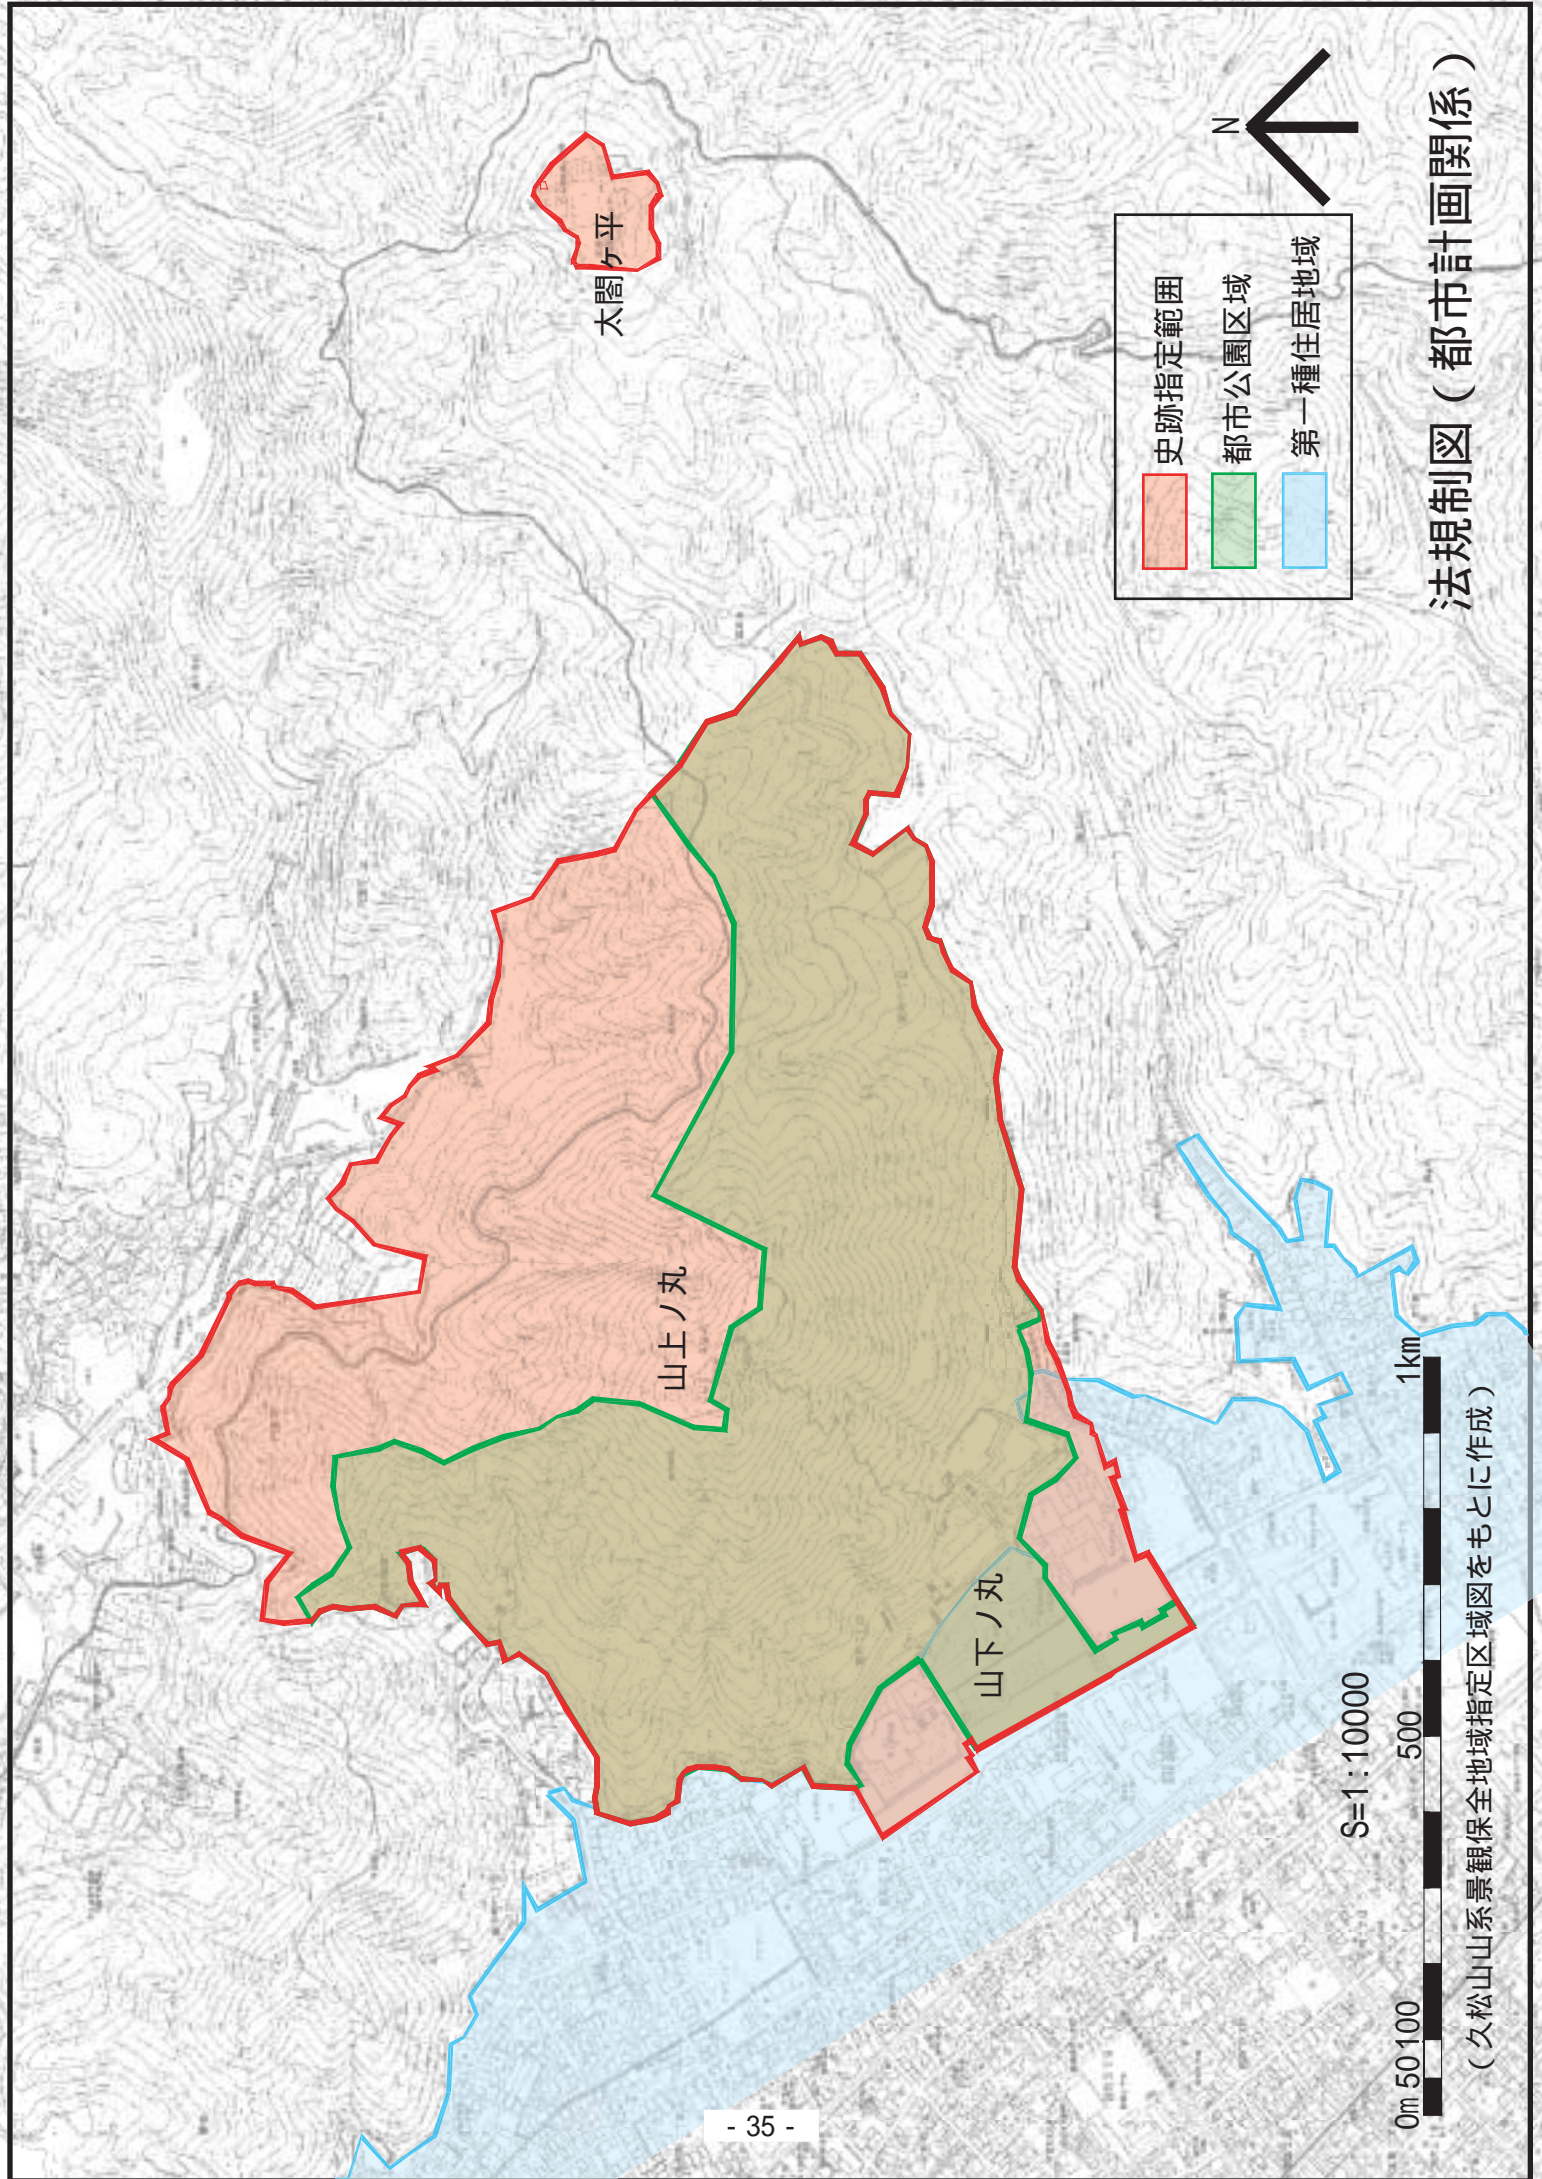 太閤ヶ平
山上ノ丸
山下ノ丸
N
史跡指定範囲
都市公園区域
第一種住居地域
法規制図（都市計画関係）
S=1:10000
0m 50 100 500 1km
（久松山山系景観保全地域指定区域図をもとに作成）
- 35 -